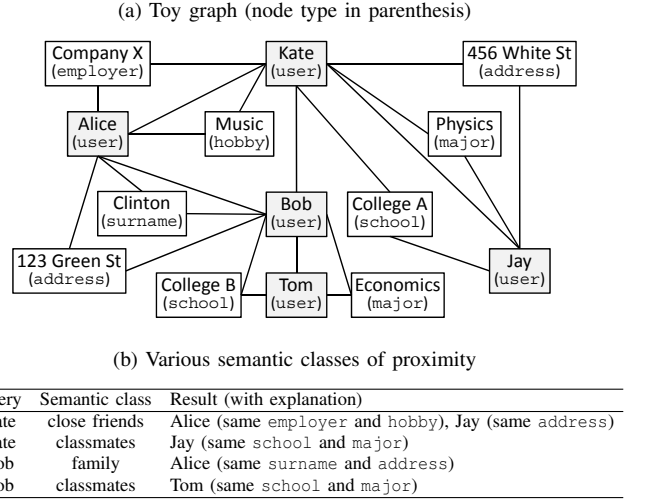 (a) Toy graph (node type in parenthesis)
Company X
(employer)
Kate
(user)
456 White St
(address)
Alice
(user)
Music
(hobby)
Physics
(major)
Clinton
(surname)
Bob
(user)
College A
(school)
123 Green St
(address)
College B
(school)
Tom
(user)
Economics
(major)
Jay
(user)
(b) Various semantic classes of proximity
Semantic class Result (with explanation)
close friends Alice (same employer and hobby), Jay (same address)
classmates Jay (same school and major)
family Alice (same surname and address)
classmates Tom (same school and major)